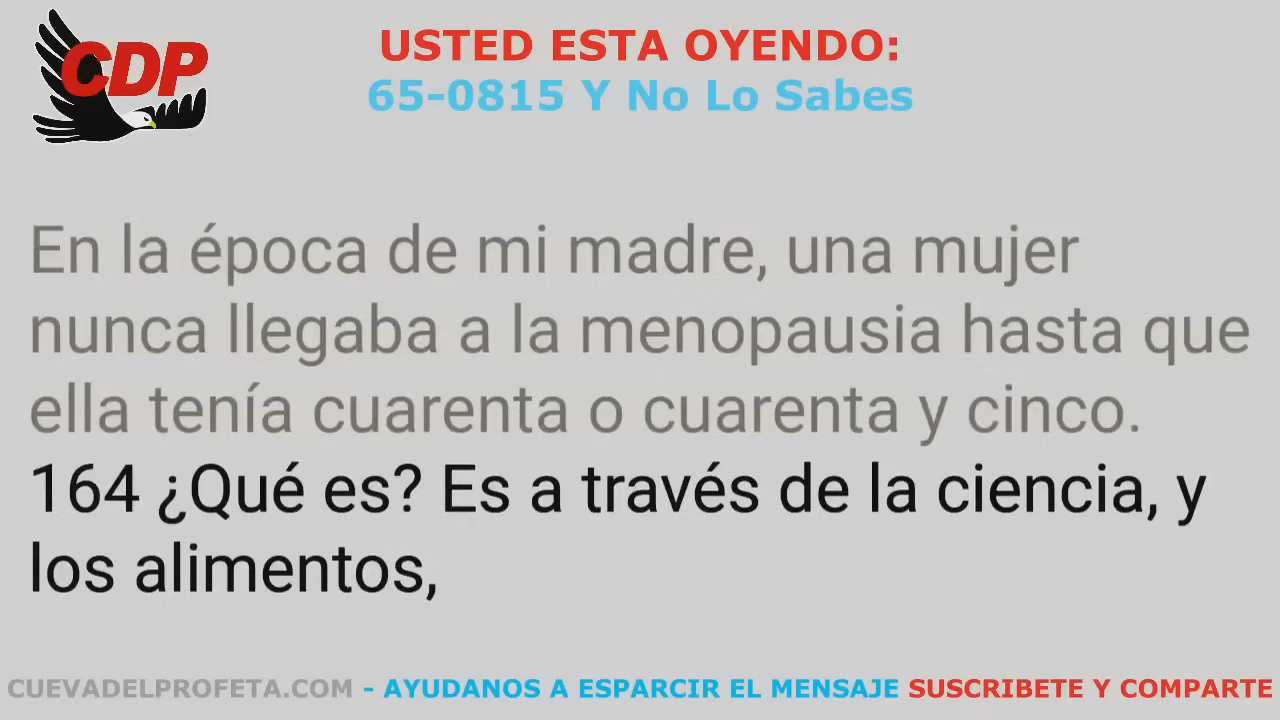 CDP
USTED ESTA OYENDO:
65-0815 Y No Lo Sabes
En la época de mi madre, una mujer
nunca llegaba a la menopausia hasta que
ella tenía cuarenta o cuarenta y cinco.
164 ¿Qué es? Es a través de la ciencia, y
los alimentos,
CUEVADELPROFETA.COM - AYUDANOS A ESPARCIR EL MENSAJE SUSCRIBETE Y COMPARTE